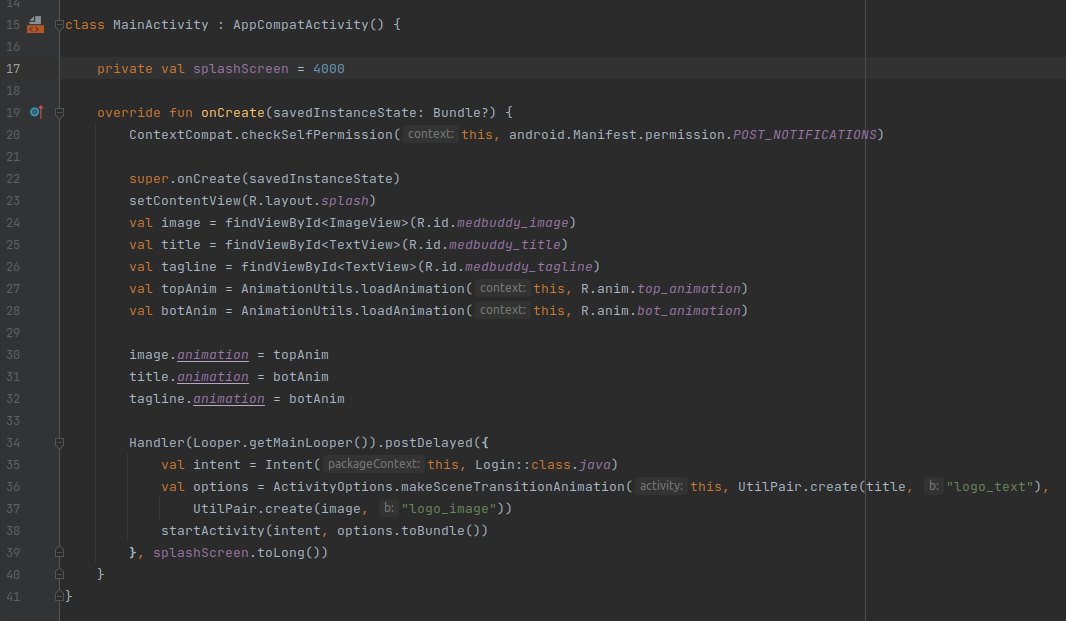 14
15 class MainActivity : AppCompatActivity() {
16
17 private val splashScreen = 4000
18
19 override fun onCreate(savedInstanceState: Bundle?) {
20 ContextCompat.checkSelfPermission( context: this, android.Manifest.permission.POST_NOTIFICATIONS)
21
22 super.onCreate(savedInstanceState)
23 setContentView(R.layout.splash)
24 val image = findViewById<ImageView>(R.id.medbuddy_image)
25 val title = findViewById<TextView>(R.id.medbuddy_title)
26 val tagline = findViewById<TextView>(R.id.medbuddy_tagline)
27 val topAnim = AnimationUtils.loadAnimation( context: this, R.anim.top_animation)
28 val botAnim = AnimationUtils.loadAnimation( context: this, R.anim.bot_animation)
29
30 image.animation = topAnim
31 title.animation = botAnim
32 tagline.animation = botAnim
33
34 Handler(Looper.getMainLooper()).postDelayed({
35 val intent = Intent( packageContext: this, Login::class.java)
36 val options = ActivityOptions.makeSceneTransitionAnimation( activity: this, UtilPair.create(title, b: "logo_text"),
37 UtilPair.create(image, b: "logo_image"))
38 startActivity(intent, options.toBundle())
39 }, splashScreen.toLong())
40 }
41 }